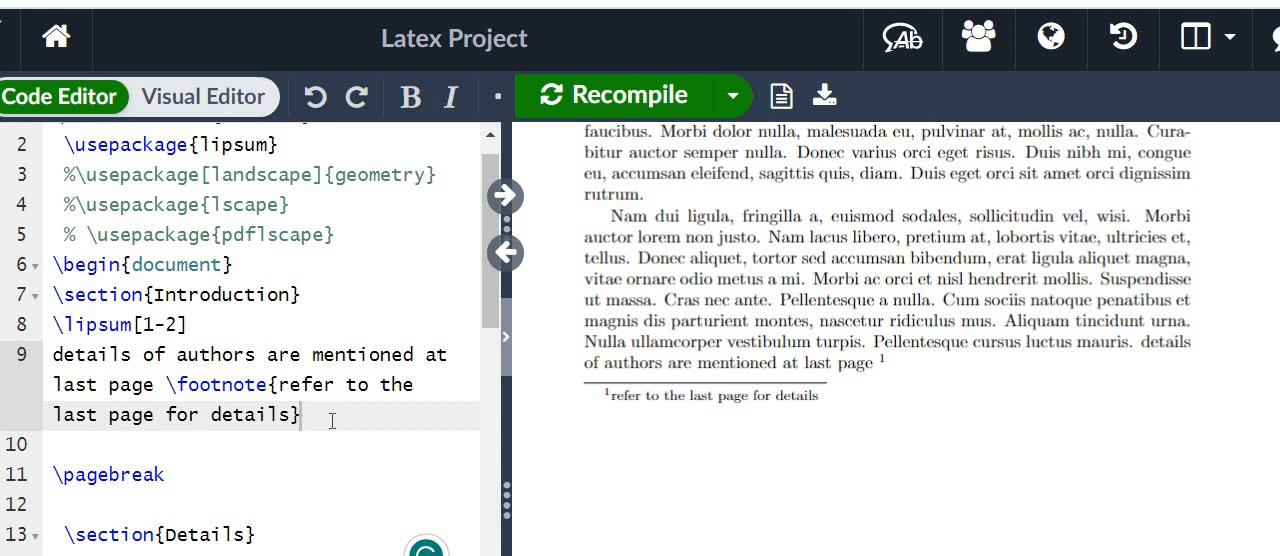 Latex Project
Ab
Code Editor Visual Editor B I Recompile
2 \usepackage{lipsum}
3 %\usepackage[landscape]{geometry}
4 %\usepackage{lscape}
5 % \usepackage{pdflscape}
6 \begin{document}
7 \section{Introduction}
8 \lipsum[1-2]
9 details of authors are mentioned at
last page \footnote{refer to the
last page for details}
10
11 \pagebreak
12
13 \section{Details}
faucibus. Morbi dolor nulla, malesuada eu, pulvinar at, mollis ac, nulla. Cura-
bitur auctor semper nulla. Donec varius orci eget risus. Duis nibh mi, congue
eu, accumsan eleifend, sagittis quis, diam. Duis eget orci sit amet orci dignissim
rutrum.
Nam dui ligula, fringilla a, euismod sodales, sollicitudin vel, wisi. Morbi
auctor lorem non justo. Nam lacus libero, pretium at, lobortis vitae, ultricies et,
tellus. Donec aliquet, tortor sed accumsan bibendum, erat ligula aliquet magna,
vitae ornare odio metus a mi. Morbi ac orci et nisl hendrerit mollis. Suspendisse
ut massa. Cras nec ante. Pellentesque a nulla. Cum sociis natoque penatibus et
magnis dis parturient montes, nascetur ridiculus mus. Aliquam tincidunt urna.
Nulla ullamcorper vestibulum turpis. Pellentesque cursus luctus mauris. details
of authors are mentioned at last page 1
1refer to the last page for details